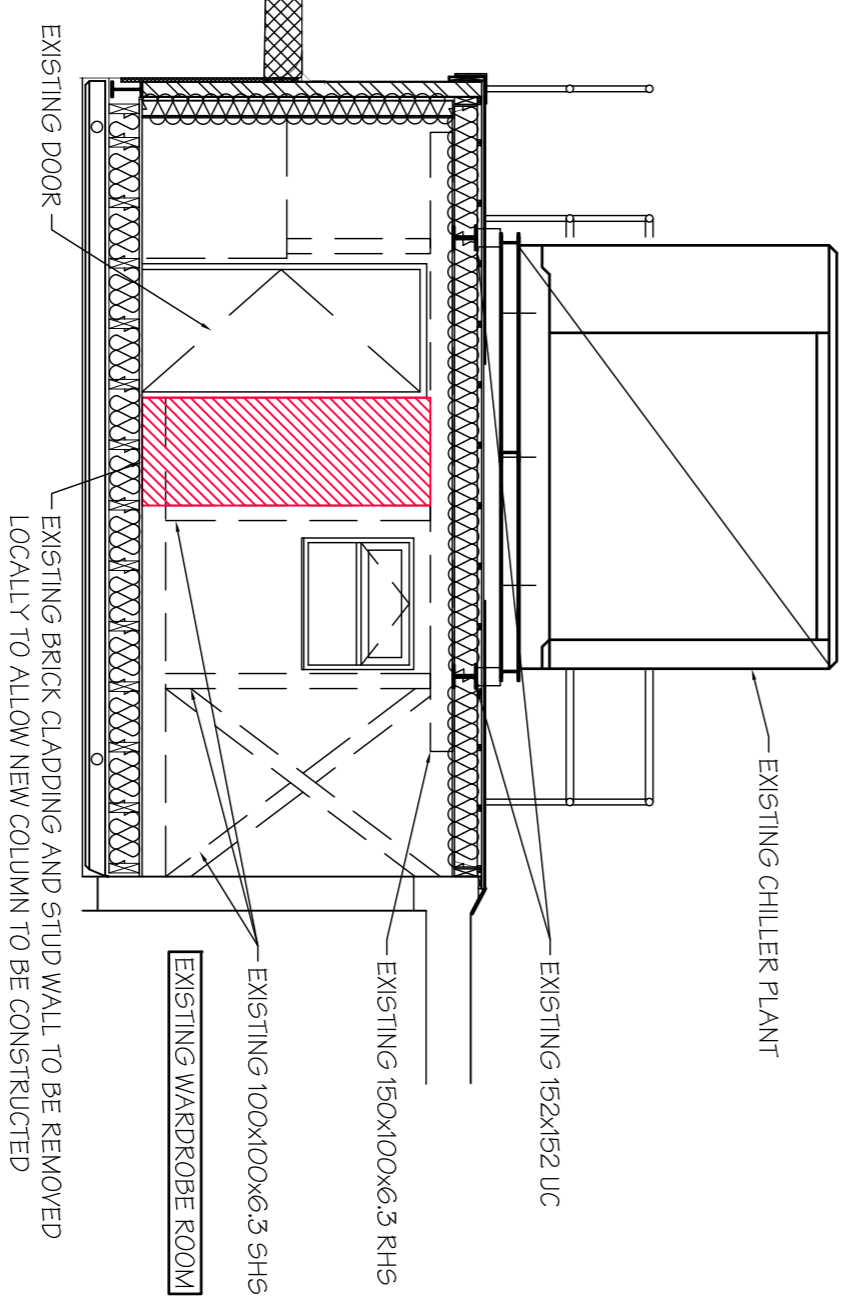 EXISTING CHILLER PLANT
EXISTING 152x152 UC
EXISTING 150x100x6.3 RHS
EXISTING 100x100x6.3 SHS
EXISTING WARDROBE ROOM
EXISTING DOOR
EXISTING BRICK CLADDING AND STUD WALL TO BE REMOVED
LOCALLY TO ALLOW NEW COLUMN TO BE CONSTRUCTED